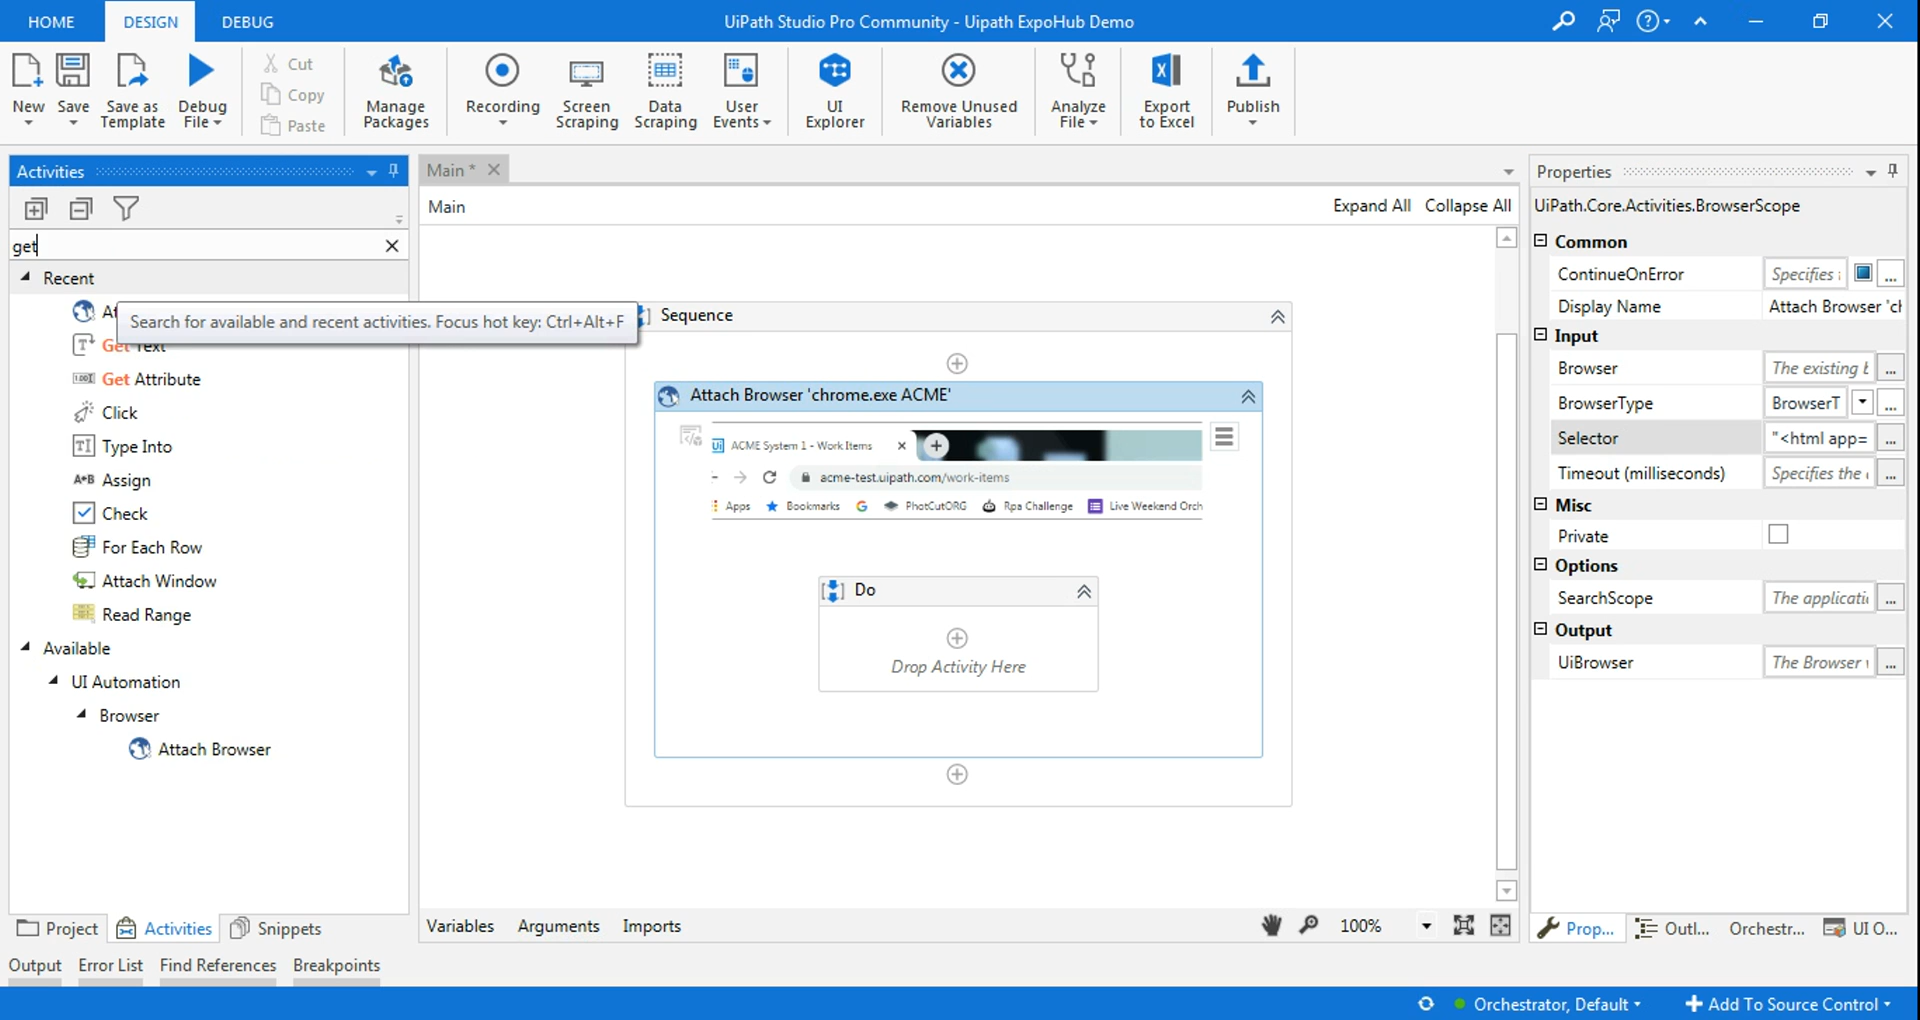 HOME DESIGN DEBUG UiPath Studio Pro Community - Uipath ExpoHub Demo
New
Save
Save as Template
Debug File
Cut
Copy
Paste
Manage Packages
Recording
Screen Scraping
Data Scraping
User Events
UI Explorer
Remove Unused Variables
Analyze File
Export to Excel
Publish
Activities
get
Recent
Search for available and recent activities. Focus hot key: Ctrl+Alt+F
Get Text
Get Attribute
Click
Type Into
A*B Assign
Check
For Each Row
Attach Window
Read Range
Available
UI Automation
Browser
Attach Browser
Project Activities Snippets
Main *
Main Expand All Collapse All
Sequence
Attach Browser 'chrome.exe ACME'
ACME System 1 - Work Items
acme-test.uipath.com/work-items
Apps Bookmarks PhotCutORG Rpa Challenge Live Weekend Orch
Do
Drop Activity Here
Variables Arguments Imports 100%
Properties
UiPath.Core.Activities.BrowserScope
Common
ContinueOnError Specifies ...
Display Name Attach Browser 'ch
Input
Browser The existing ...
BrowserType BrowserT ...
Selector "<html app= ...
Timeout (milliseconds) Specifies the ...
Misc
Private
Options
SearchScope The applicati ...
Output
UiBrowser The Browser ...
Prop... Outl... Orchestr... UI O...
Output Error List Find References Breakpoints
Orchestrator, Default Add To Source Control